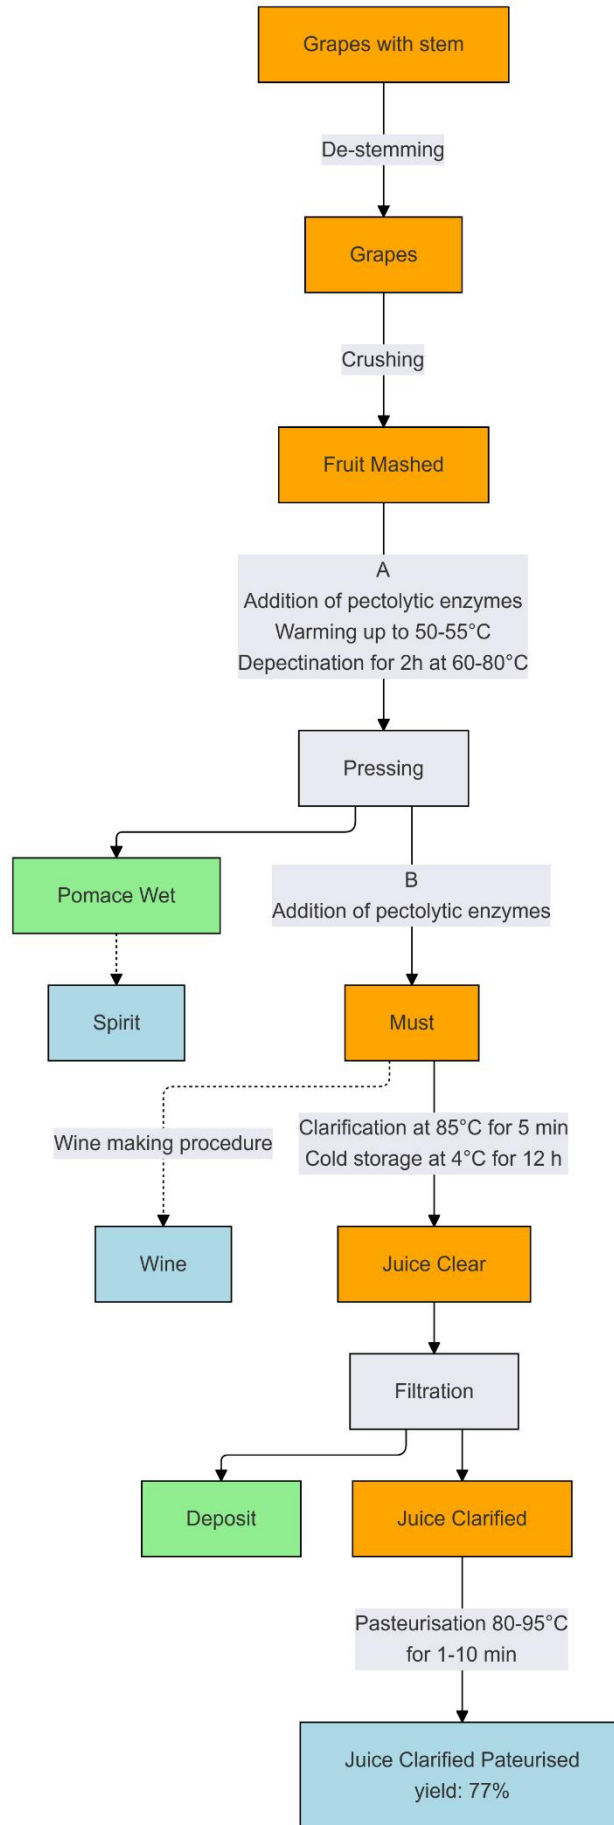 Grapes with stem
De-stemming
Grapes
Crushing
Fruit Mashed
A
Addition of pectolytic enzymes
Warming up to 50-55°C
Depectination for 2h at 60-80°C
Pressing
Pomace Wet
B
Addition of pectolytic enzymes
Spirit
Must
Wine making procedure
Clarification at 85°C for 5 min
Cold storage at 4°C for 12 h
Wine
Juice Clear
Filtration
Deposit
Juice Clarified
Pasteurisation 80-95°C
for 1-10 min
Juice Clarified Pateurised
yield: 77%